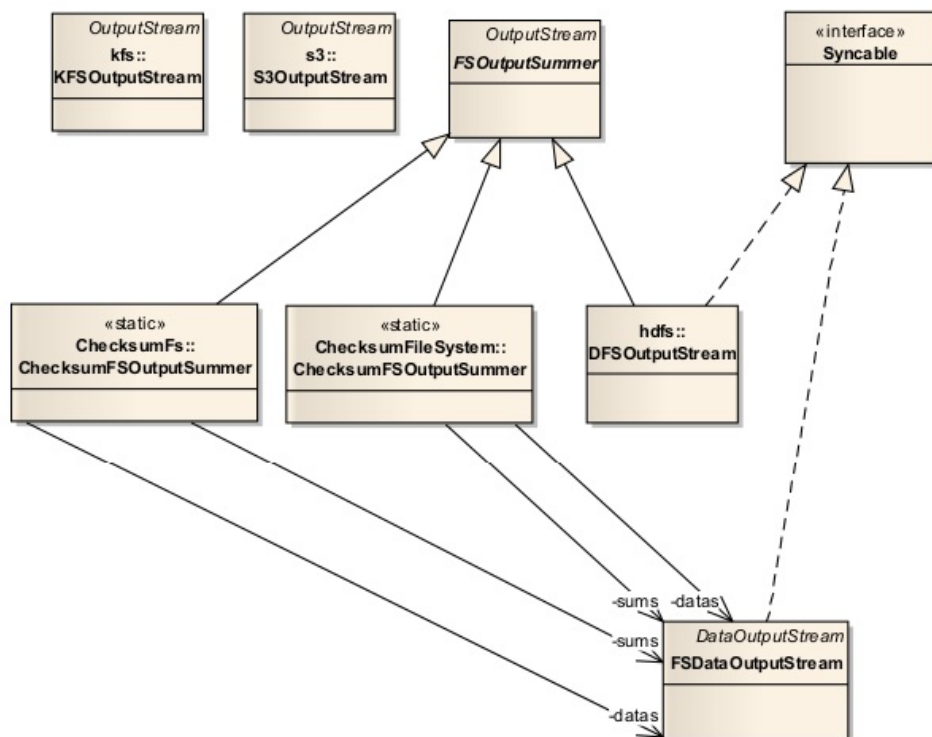 OutputStream
kfs::
KFSOutputStream
OutputStream
s3::
S3OutputStream
OutputStream
FSOutputSummer
«interface»
Syncable
«static»
ChecksumFs::
ChecksumFSOutputSummer
«static»
ChecksumFileSystem::
ChecksumFSOutputSummer
hdfs::
DFSOutputStream
-sums
-datas
-sums
-datas
DataOutputStream
FSDataOutputStream